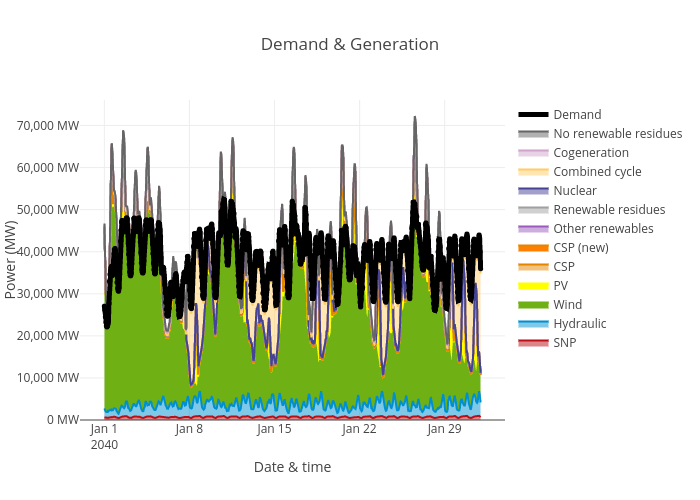 Demand & Generation
70,000 MW
60,000 MW
50,000 MW
40,000 MW
30,000 MW
20,000 MW
10,000 MW
0 MW
Power (MW)
Jan 1
2040
Jan 8
Jan 15
Jan 22
Jan 29
Date & time
Demand
No renewable residues
Cogeneration
Combined cycle
Nuclear
Renewable residues
Other renewables
CSP (new)
CSP
PV
Wind
Hydraulic
SNP